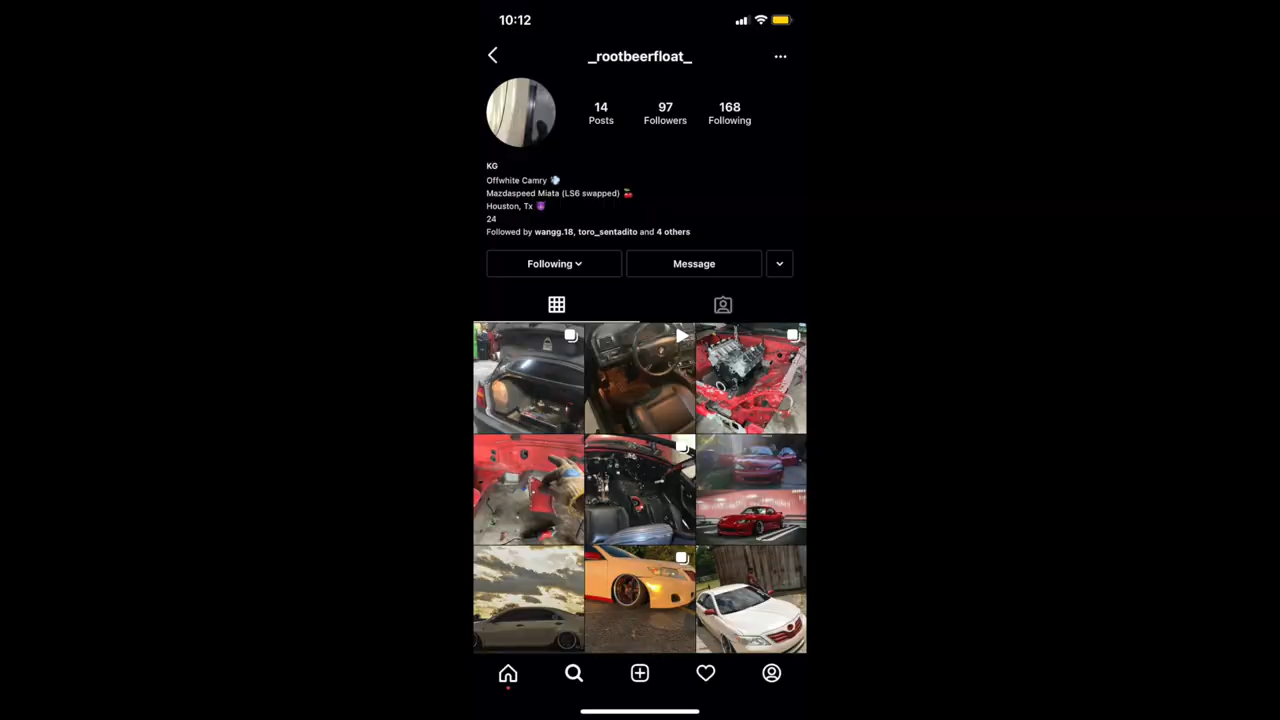 10:12
_rootbeerfloat_
14 97 168
Posts Followers Following
KG
Offwhite Camry 💨
Mazdaspeed Miata (LS6 swapped) 🍒
Houston, Tx 😈
24
Followed by wangg.18, toro_sentadito and 4 others
Following Message